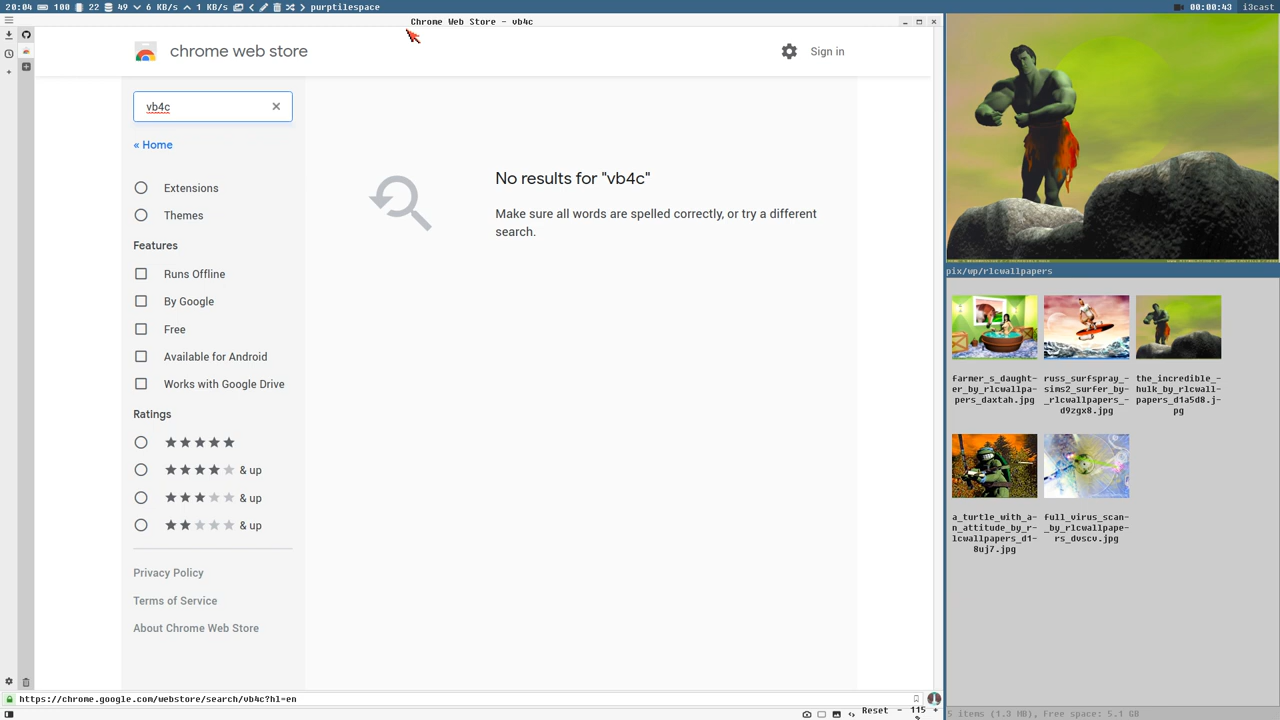 20:04 100 22 49 6 KB/s 1 KB/s purptilespace
00:00:43 i3cast
Chrome Web Store - vb4c
chrome web store
Sign in
vb4c
« Home
Extensions
Themes
Features
Runs Offline
By Google
Free
Available for Android
Works with Google Drive
Ratings
& up
& up
& up
Privacy Policy
Terms of Service
About Chrome Web Store
No results for "vb4c"
Make sure all words are spelled correctly, or try a different
search.
https://chrome.google.com/webstore/search/vb4c?hl=en
Reset - 115 +
%
pix/wp/rlcwallpapers
farmer_s_daught-
er_by_rlcwallpa-
pers_daxtah.jpg
russ_surfspray_-
sims2_surfer_by-
_rlcwallpapers_-
d9zgx8.jpg
the_incredible_-
hulk_by_rlcwall-
papers_d1a5d8.j-
pg
a_turtle_with_a-
n_attitude_by_r-
lcwallpapers_d1-
8uj7.jpg
full_virus_scan-
_by_rlcwallpape-
rs_dvscv.jpg
5 items (1.3 MB), Free space: 5.1 GB